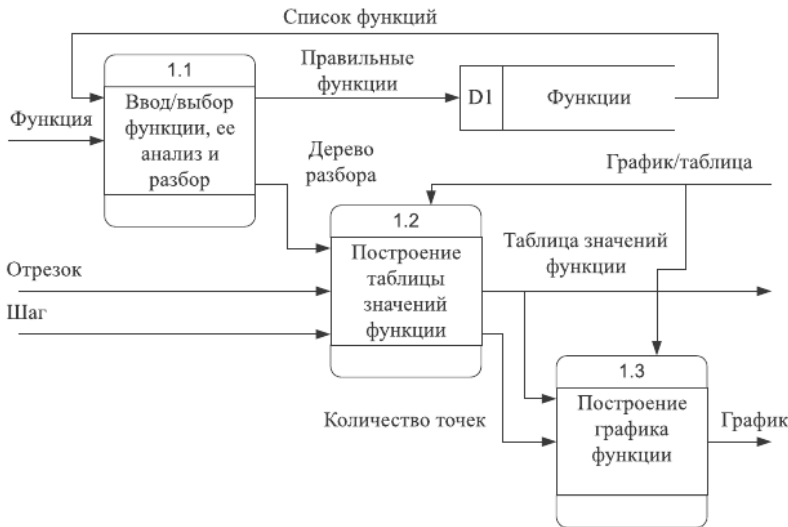 Список функций
1.1
Ввод/выбор
функции, ее
анализ и
разбор
Правильные
функции
D1
Функции
Функция
Дерево
разбора
График/таблица
1.2
Построение
таблицы
значений
функции
Таблица значений
функции
Отрезок
Шаг
1.3
Построение
графика
функции
Количество точек
График